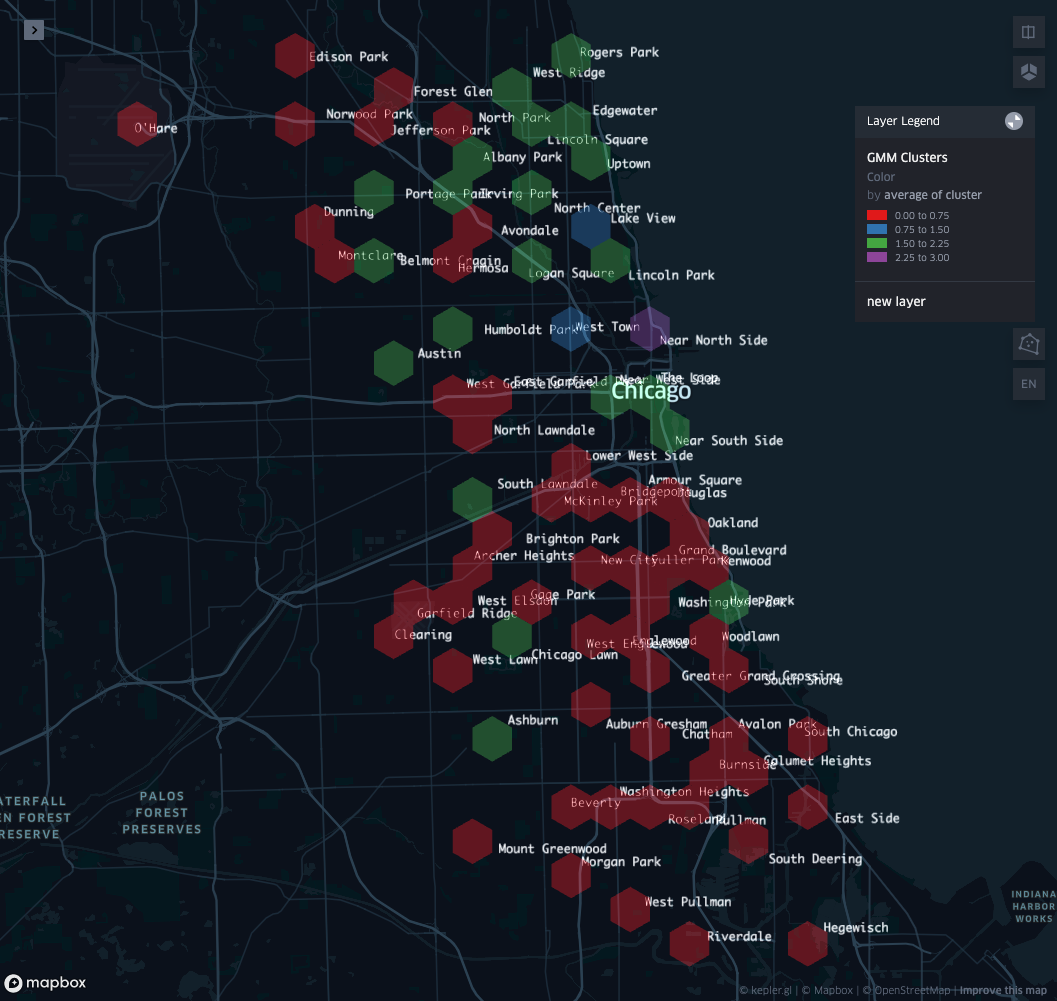 Edison Park
Rogers Park
West Ridge
Forest Glen
Edgewater
Norwood Park
North Park
O'Hare
Jefferson Park
Lincoln Square
Albany Park
Uptown
Portage Park
Irving Park
Dunning
North Center
Lake View
Avondale
Montclare
Belmont Cragin
Hermosa
Logan Square
Lincoln Park
Humboldt Park
West Town
Near North Side
Austin
West Garfield Park
East Garfield Park
Near West Side
The Loop
Chicago
North Lawndale
Near South Side
Lower West Side
South Lawndale
Armour Square
McKinley Park
Bridgeport
Douglas
Oakland
Brighton Park
Archer Heights
Grand Boulevard
New City
Fuller Park
Kenwood
Gage Park
West Elsdon
Washington Park
Hyde Park
Garfield Ridge
Clearing
Woodlawn
West Englewood
Englewood
Chicago Lawn
West Lawn
Greater Grand Crossing
South Shore
Ashburn
Auburn Gresham
Avalon Park
Chatham
South Chicago
Burnside
Calumet Heights
Washington Heights
Beverly
Roseland
Pullman
East Side
Mount Greenwood
Morgan Park
South Deering
West Pullman
Riverdale
Hegewisch
ATERFALL
EN FOREST
RESERVE
PALOS
FOREST
PRESERVES
INDIANA
HARBOR
WORKS
Layer Legend
GMM Clusters
Color
by average of cluster
0.00 to 0.75
0.75 to 1.50
1.50 to 2.25
2.25 to 3.00
new layer
EN
mapbox
© kepler.gl | © Mapbox | © OpenStreetMap | Improve this map